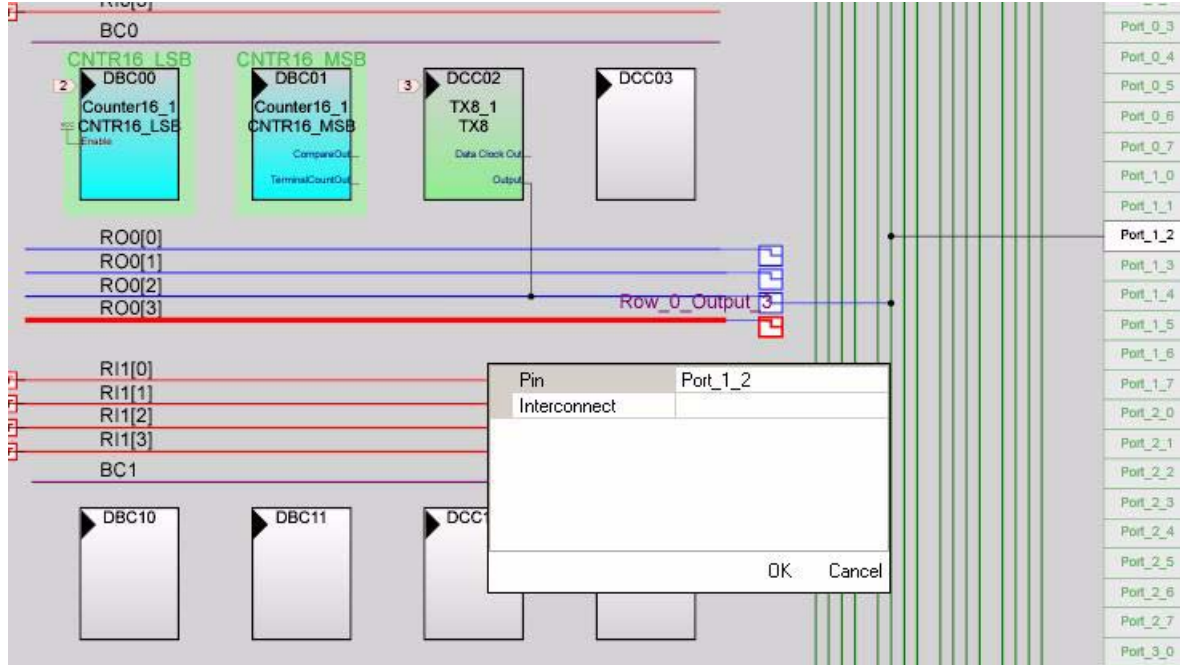 BC0
CNTR16_LSB
CNTR16_MSB
2
DBC00
Counter16_1
CNTR16_LSB
Enable
DBC01
Counter16_1
CNTR16_MSB
CompareOut
TerminalCountOut
3
DCC02
TX8_1
TX8
Data Clock Out
Output
DCC03
RO0[0]
RO0[1]
RO0[2]
RO0[3]
Row_0_Output_3
RI1[0]
RI1[1]
RI1[2]
RI1[3]
BC1
DBC10
DBC11
DCC1
Pin Port_1_2
Interconnect
OK Cancel
Port_0_3
Port_0_4
Port_0_5
Port_0_6
Port_0_7
Port_1_0
Port_1_1
Port_1_2
Port_1_3
Port_1_4
Port_1_5
Port_1_6
Port_1_7
Port_2_0
Port_2_1
Port_2_2
Port_2_3
Port_2_4
Port_2_5
Port_2_6
Port_2_7
Port_3_0